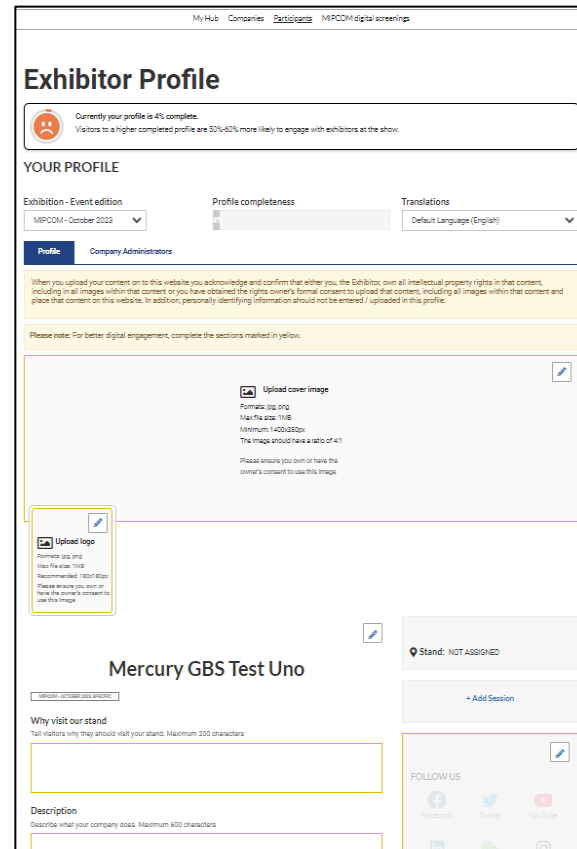 My Hub Companies Participants MIPCOM digital screenings
Exhibitor Profile
Currently your profile is 4% complete.
Visitors to a higher completed profile are 50%-60% more likely to engage with exhibitors at the show.
YOUR PROFILE
Exhibition - Event edition Profile completeness Translations
MIPCOM - October 2023 Default Language (English)
Profile Company Administrators
When you upload your content on to this website you acknowledge and confirm that either you, the Exhibitor, own all intellectual property rights in that content,
including in all images within that content or you have obtained the rights owner's formal consent to upload that content, including all images within that content and
place that content on this website. In addition, personally identifying information should not be entered / uploaded in this profile.
Please note: For better digital engagement, complete the sections marked in yellow.
Upload cover image
Formats: jpg, png
Max file size: 1MB
Minimum: 1400x350px
The image should have a ratio of 4:1
Please ensure you own or have the
owner's consent to use this image
Upload logo
Formats: jpg, png
Max file size: 1MB
Recommended: 180x180px
Please ensure you own or
have the owner's consent to
use this image
Mercury GBS Test Uno
MIPCOM - OCTOBER 2023 SPECIFIC
Stand: NOT ASSIGNED
+ Add Session
Why visit our stand
Tell visitors why they should visit your stand. Maximum 200 characters
FOLLOW US
Facebook Twitter YouTube
Description
Describe what your company does. Maximum 600 characters